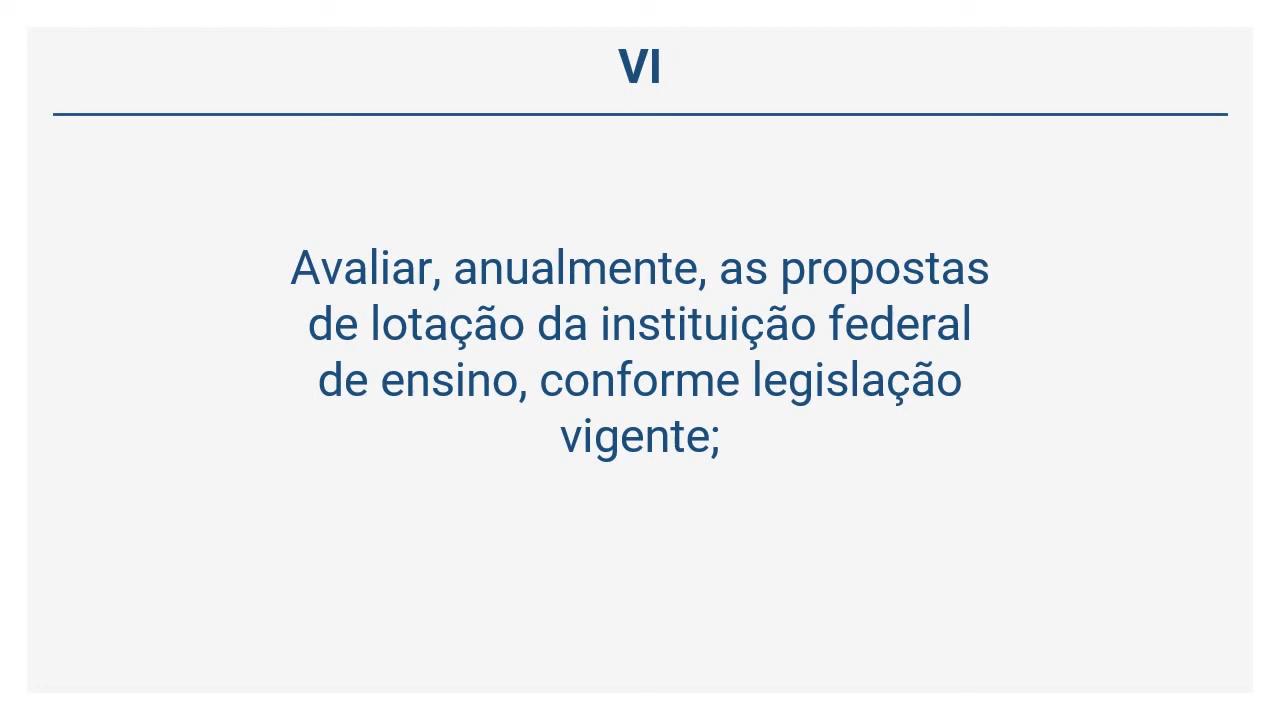 VI
Avaliar, anualmente, as propostas
de lotação da instituição federal
de ensino, conforme legislação
vigente;